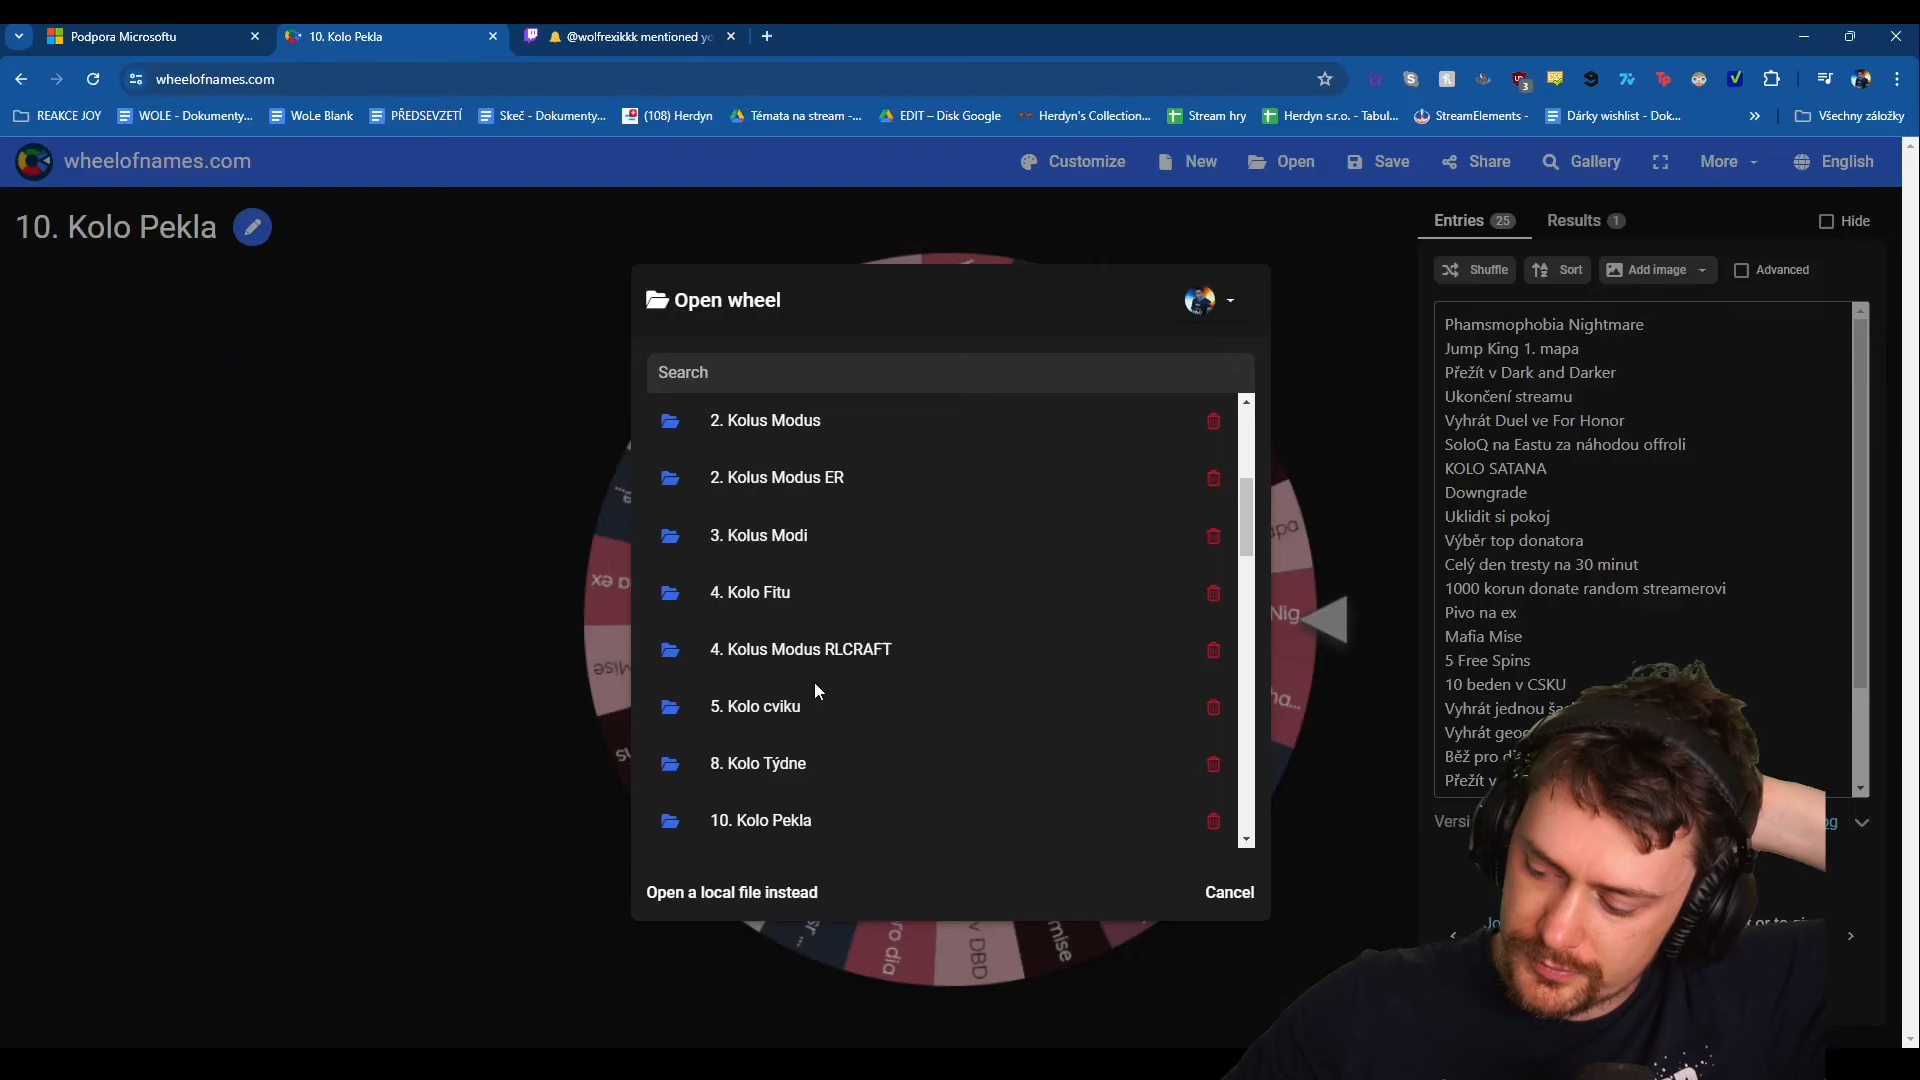 Podpora Microsoftu
10. Kolo Pekla
@wolfrexikkk mentioned yo
wheelofnames.com
REAKCE JOY
WOLE - Dokumenty...
WoLe Blank
PŘEDSEVZETÍ
Skeč - Dokumenty...
(108) Herdyn
Témata na stream -...
EDIT – Disk Google
Herdyn's Collection...
Stream hry
Herdyn s.r.o. - Tabul...
StreamElements -
Dárky wishlist - Dok...
Všechny záložky
wheelofnames.com
Customize
New
Open
Save
Share
Gallery
More
English
10. Kolo Pekla
Entries 25
Results 1
Hide
Shuffle
Sort
Add image
Advanced
Phamsmophobia Nightmare
Jump King 1. mapa
Přežít v Dark and Darker
Ukončení streamu
Vyhrát Duel ve For Honor
SoloQ na Eastu za náhodou offroli
KOLO SATANA
Downgrade
Uklidit si pokoj
Výběr top donatora
Celý den tresty na 30 minut
1000 korun donate random streamerovi
Pivo na ex
Mafia Mise
5 Free Spins
10 beden v CSKU
Vyhrát jednou
Vyhrát
Běž pro
Přežít v
Open wheel
Search
2. Kolus Modus
2. Kolus Modus ER
3. Kolus Modi
4. Kolo Fitu
4. Kolus Modus RLCRAFT
5. Kolo cviku
8. Kolo Týdne
10. Kolo Pekla
Open a local file instead
Cancel
Nig
v DBD
ro dia